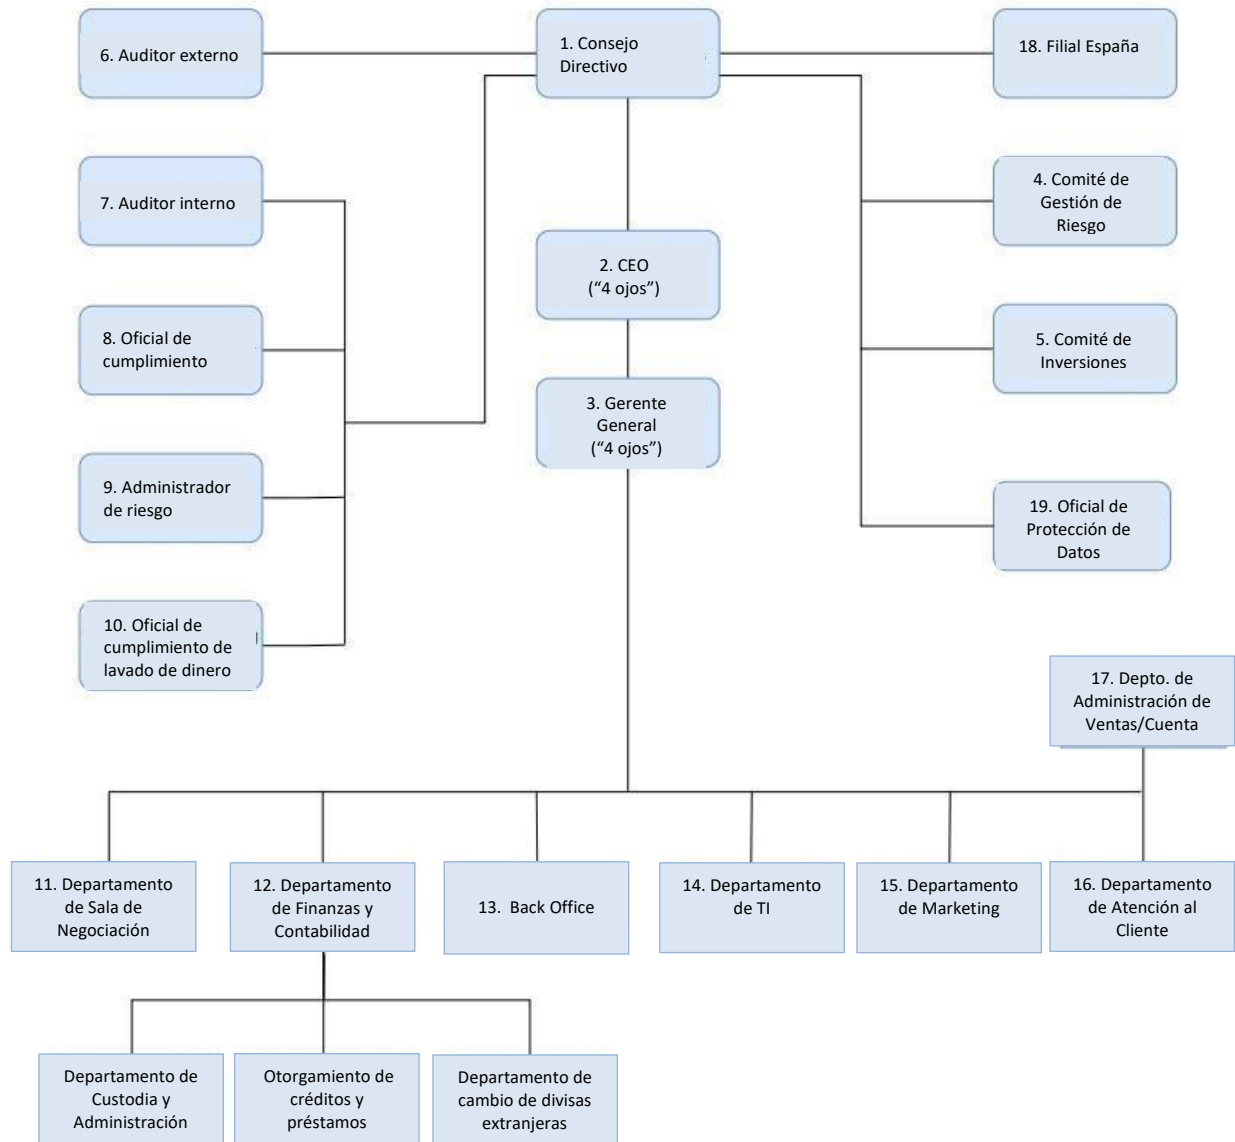 6. Auditor externo
1. Consejo
Directivo
18. Filial España
7. Auditor interno
4. Comité de
Gestión de
Riesgo
2. CEO
(“4 ojos”)
8. Oficial de
cumplimiento
5. Comité de
Inversiones
3. Gerente
General
(“4 ojos”)
9. Administrador
de riesgo
19. Oficial de
Protección de
Datos
10. Oficial de
cumplimiento de
lavado de dinero
17. Depto. de
Administración de
Ventas/Cuenta
11. Departamento
de Sala de
Negociación
12. Departamento
de Finanzas y
Contabilidad
13. Back Office
14. Departamento
de TI
15. Departamento
de Marketing
16. Departamento
de Atención al
Cliente
Departamento de
Custodia y
Administración
Otorgamiento de
créditos y
préstamos
Departamento de
cambio de divisas
extranjeras